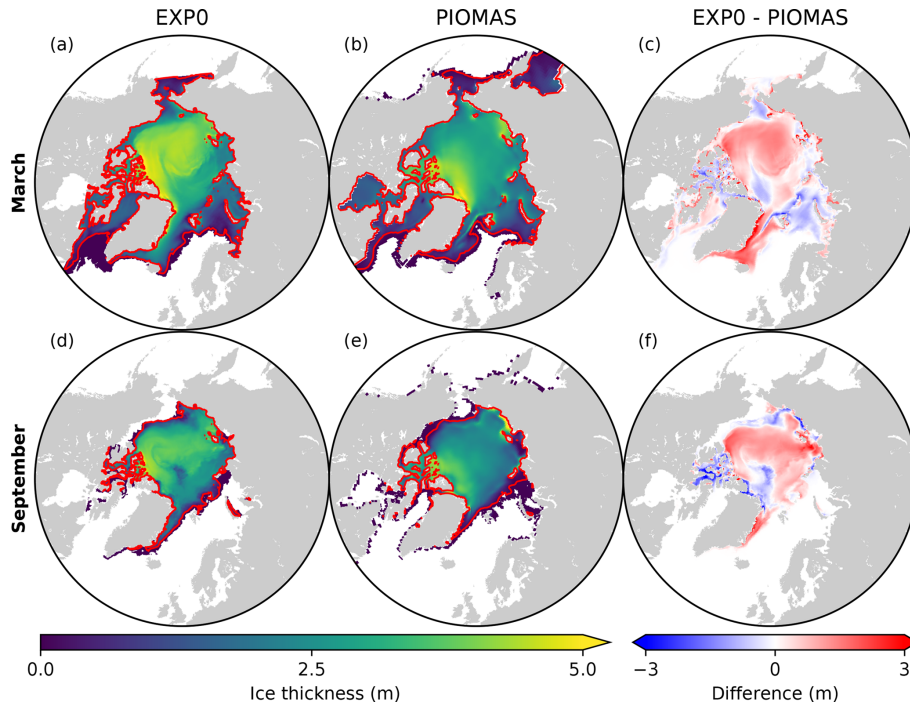 EXP0 PIOMAS EXP0 - PIOMAS
(a) (b) (c)
March
(d) (e) (f)
September
0.0 2.5 5.0 −3 0 3
Ice thickness (m) Difference (m)